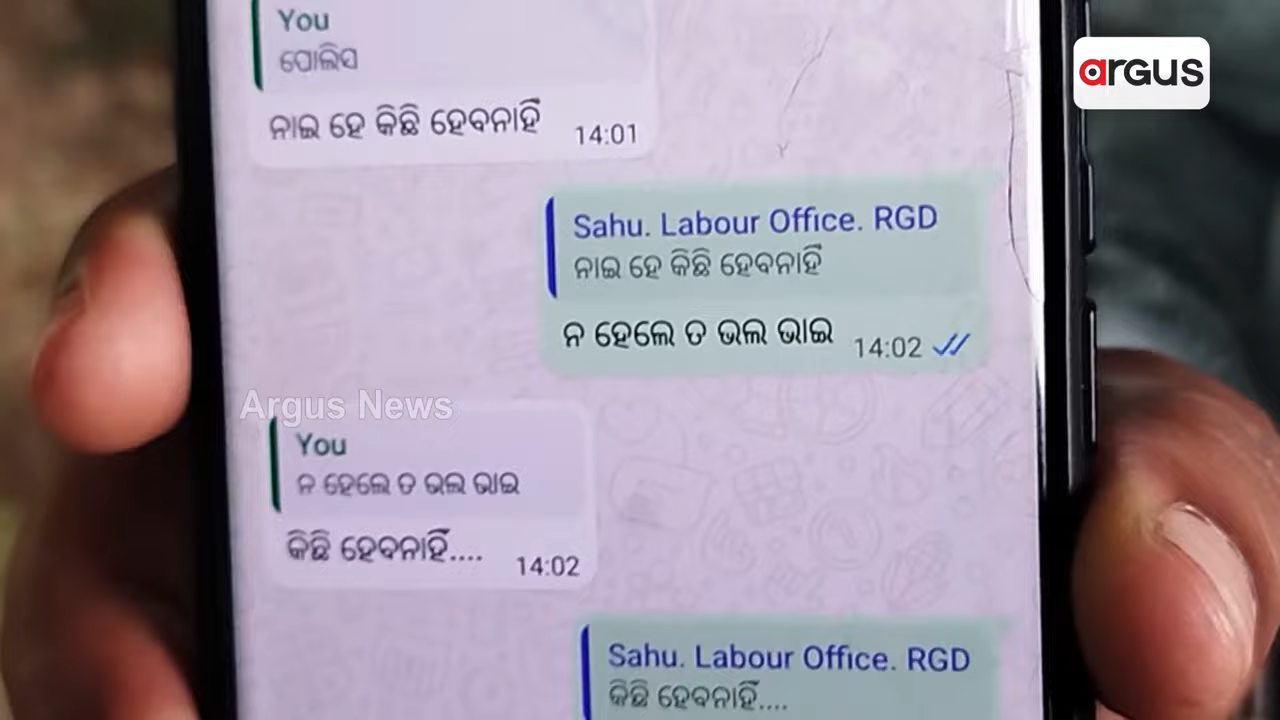 You
ପୋଲିସ
ନାଇ ହେ କିଛି ହେବନାହିଁ
14:01
argus
Sahu. Labour Office. RGD
ନାଇ ହେ କିଛି ହେବନାହିଁ
ନ ହେଲେ ତ ଭଲ ଭାଇ
14:02
Argus News
You
ନ ହେଲେ ତ ଭଲ ଭାଇ
କିଛି ହେବନାହିଁ....
14:02
Sahu. Labour Office. RGD
କିଛି ହେବନାହିଁ....